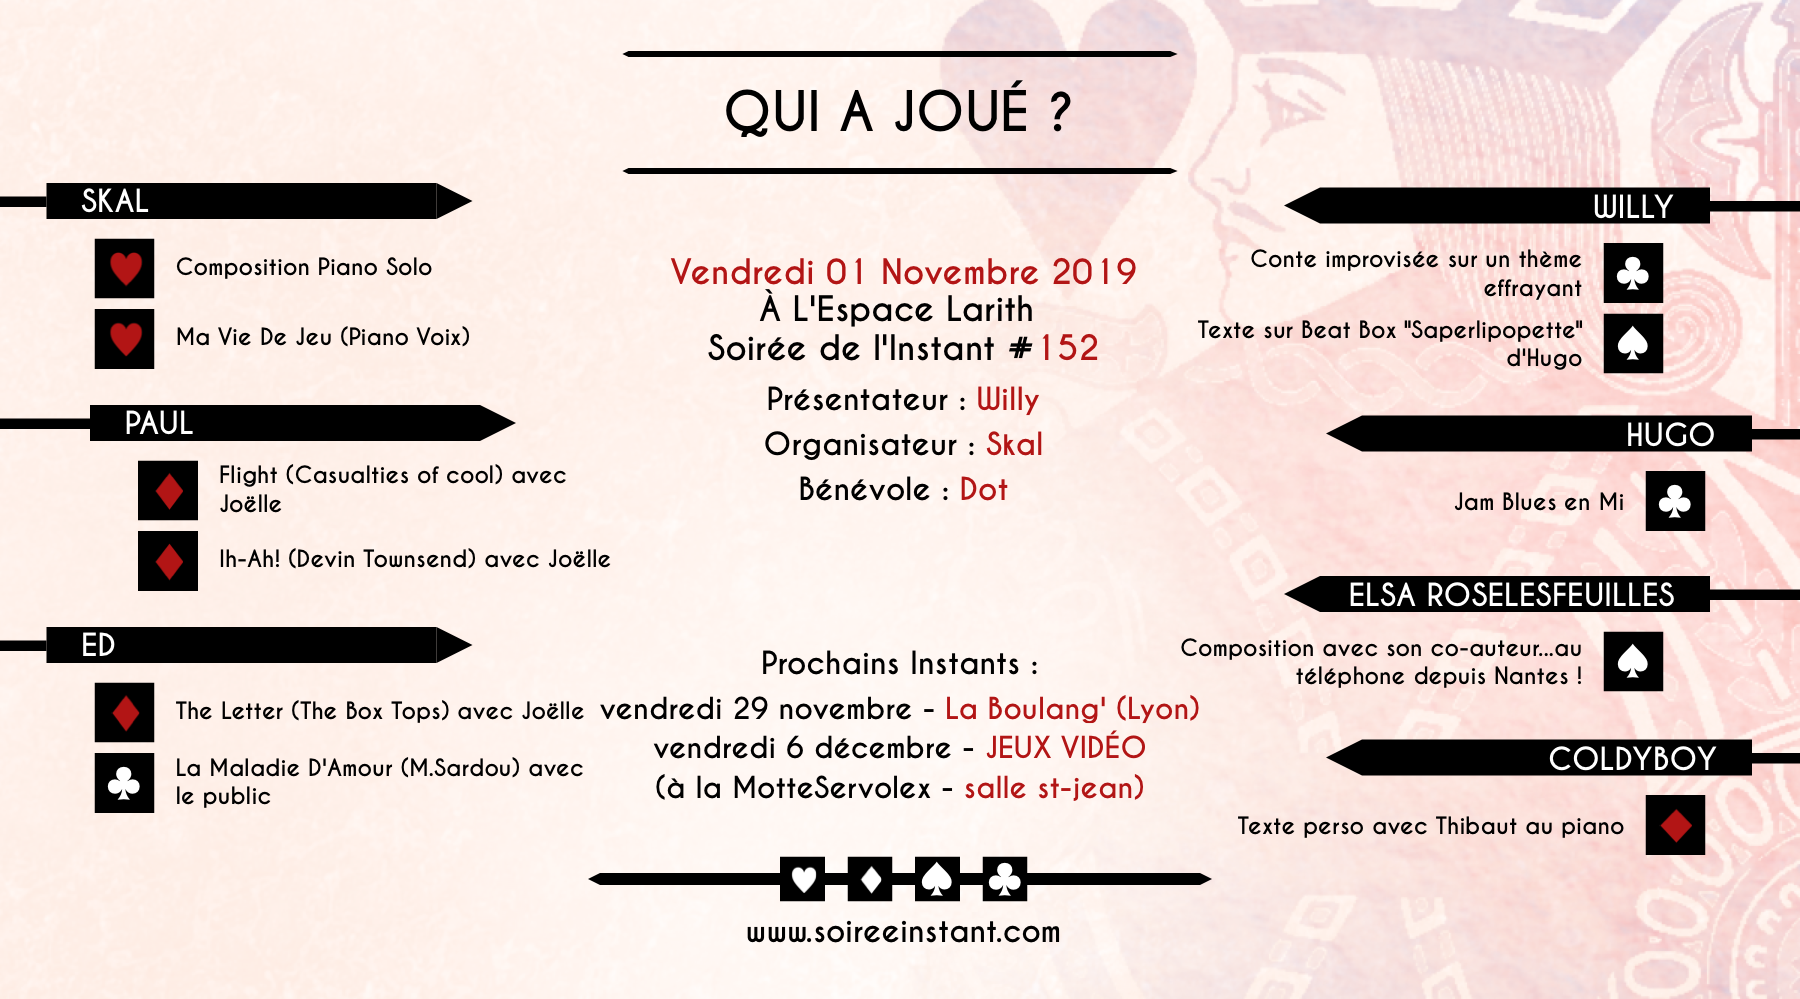 QUI A JOUÉ ?
SKAL
Composition Piano Solo
Ma Vie De Jeu (Piano Voix)
PAUL
Flight (Casualties of cool) avec
Joëlle
Ih-Ah! (Devin Townsend) avec Joëlle
ED
The Letter (The Box Tops) avec Joëlle
La Maladie D'Amour (M.Sardou) avec
le public
Vendredi 01 Novembre 2019
À L'Espace Larith
Soirée de l'Instant #152
Présentateur : Willy
Organisateur : Skal
Bénévole : Dot
Prochains Instants :
vendredi 29 novembre - La Boulang' (Lyon)
vendredi 6 décembre - JEUX VIDÉO
(à la MotteServolex - salle st-jean)
www.soireeinstant.com
WILLY
Conte improvisée sur un thème
effrayant
Texte sur Beat Box "Saperlipopette"
d'Hugo
HUGO
Jam Blues en Mi
ELSA ROSELESFEUILLES
Composition avec son co-auteur...au
téléphone depuis Nantes !
COLDYBOY
Texte perso avec Thibaut au piano